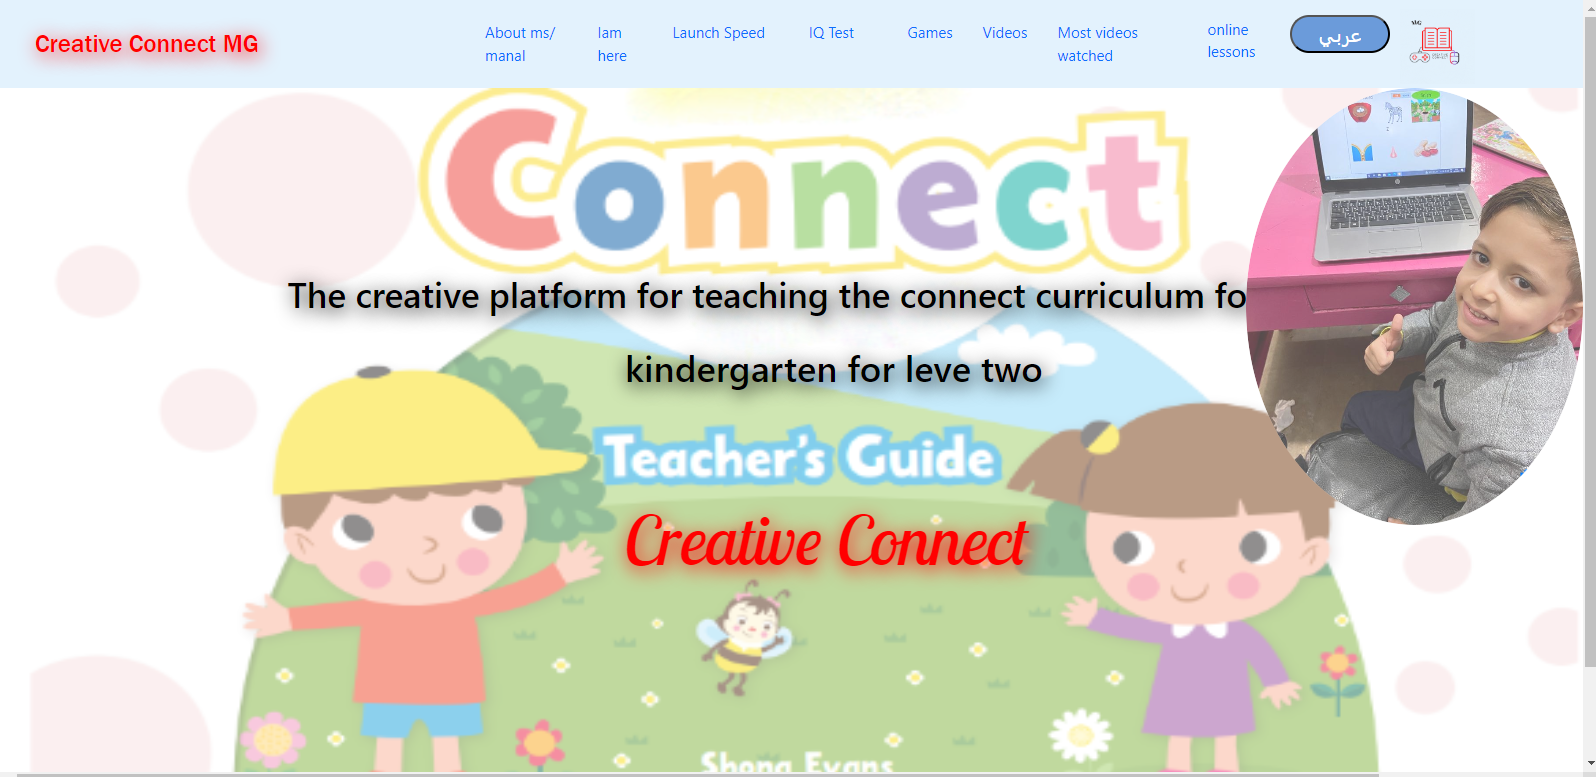 Creative Connect MG
About ms/
manal
Iam
here
Launch Speed
IQ Test
Games
Videos
Most videos
watched
online
lessons
عربي
MG
Connect
The creative platform for teaching the connect curriculum fo
kindergarten for leve two
Teacher's Guide
Creative Connect
Shona Evans